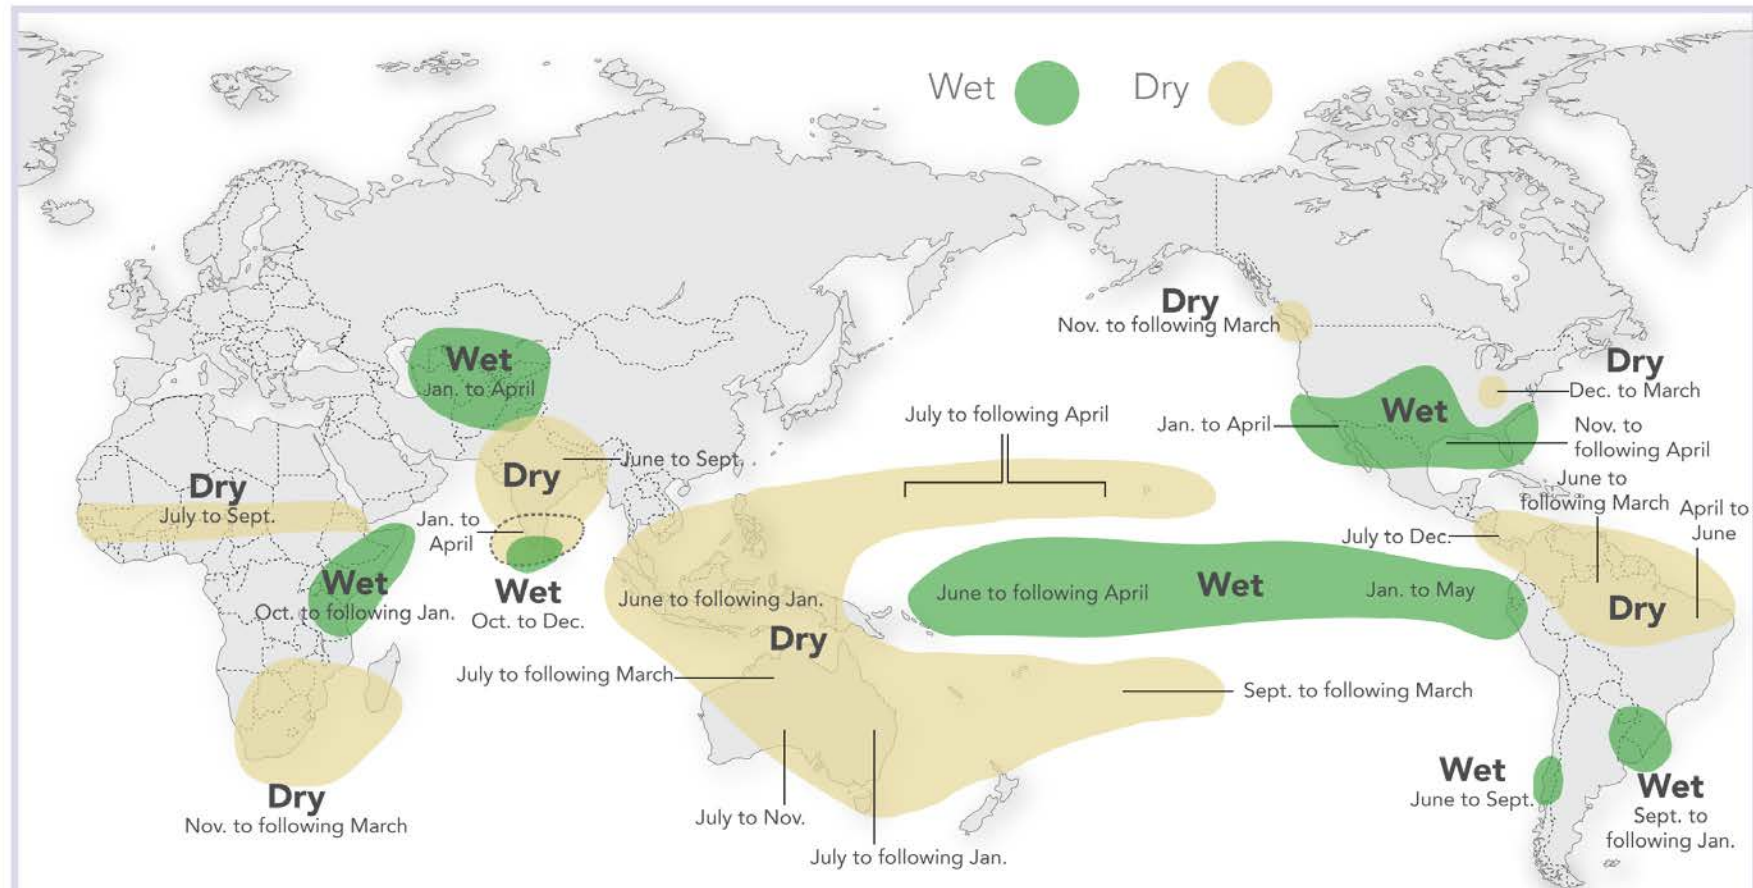 Wet
Dry
Dry
Nov. to following March
Wet
Jan. to April
Dry
Dec. to March
July to following April
Jan. to April
Wet
Nov. to
following April
June to Sept.
Dry
Dry
July to Sept.
Jan. to
April
June to
following March
April to
June
July to Dec.
Wet
Oct. to following Jan.
Wet
Oct. to Dec.
June to following Jan.
Dry
June to following April
Wet
Jan. to May
Dry
July to following March
Sept. to following March
Dry
Nov. to following March
July to Nov.
July to following Jan.
Wet
June to Sept.
Wet
Sept. to
following Jan.